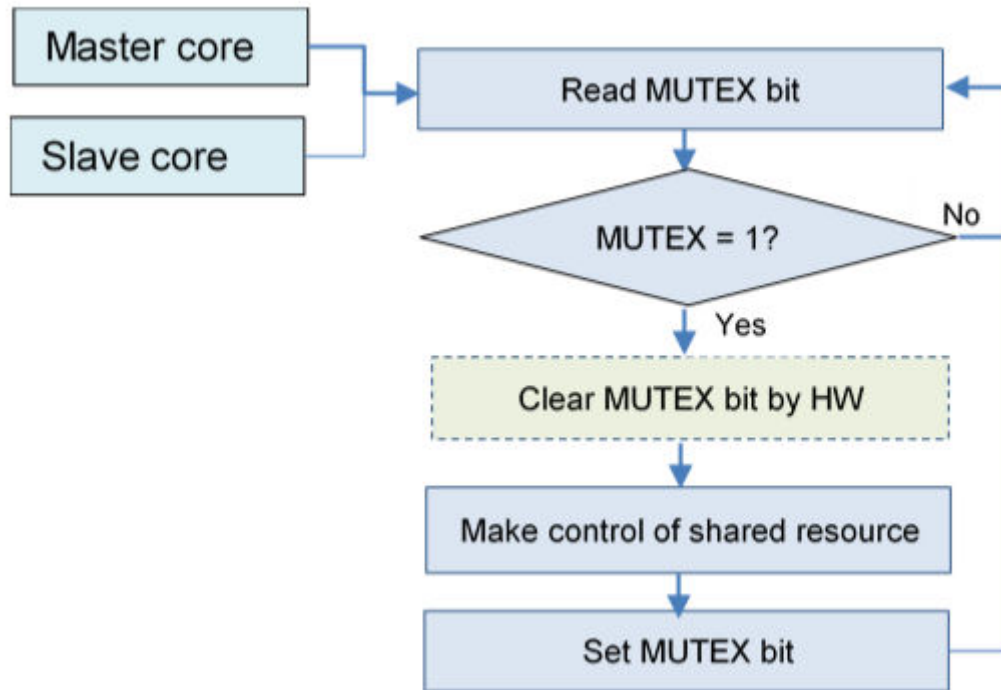 Master core
Slave core
Read MUTEX bit
MUTEX = 1?
No
Yes
Clear MUTEX bit by HW
Make control of shared resource
Set MUTEX bit